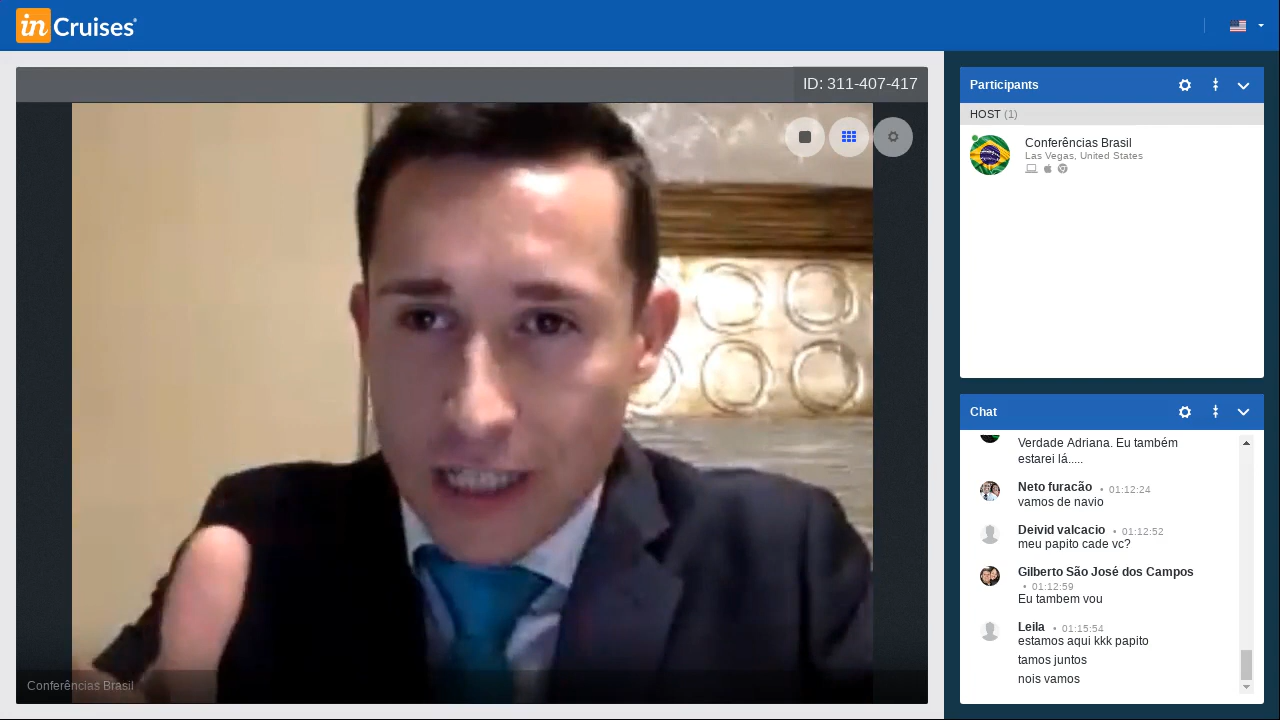 in Cruises
ID: 311-407-417
Conferências Brasil
Participants
HOST (1)
Conferências Brasil
Las Vegas, United States
Chat
Verdade Adriana. Eu também
estarei lá.....
Neto furacão • 01:12:24
vamos de navio
Deivid valcacio • 01:12:52
meu papito cade vc?
Gilberto São José dos Campos
• 01:12:59
Eu tambem vou
Leila • 01:15:54
estamos aqui kkk papito
tamos juntos
nois vamos